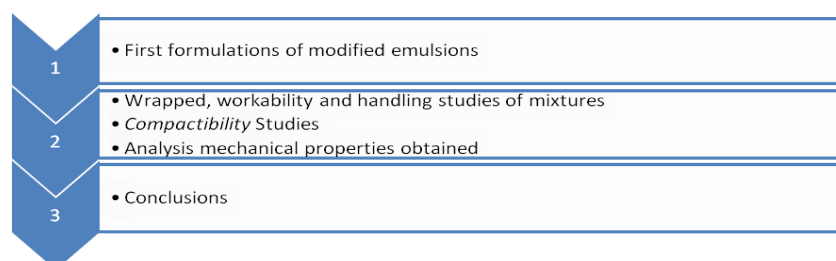 1
• First formulations of modified emulsions
2
• Wrapped, workability and handling studies of mixtures
• Compactibility Studies
• Analysis mechanical properties obtained
3
• Conclusions